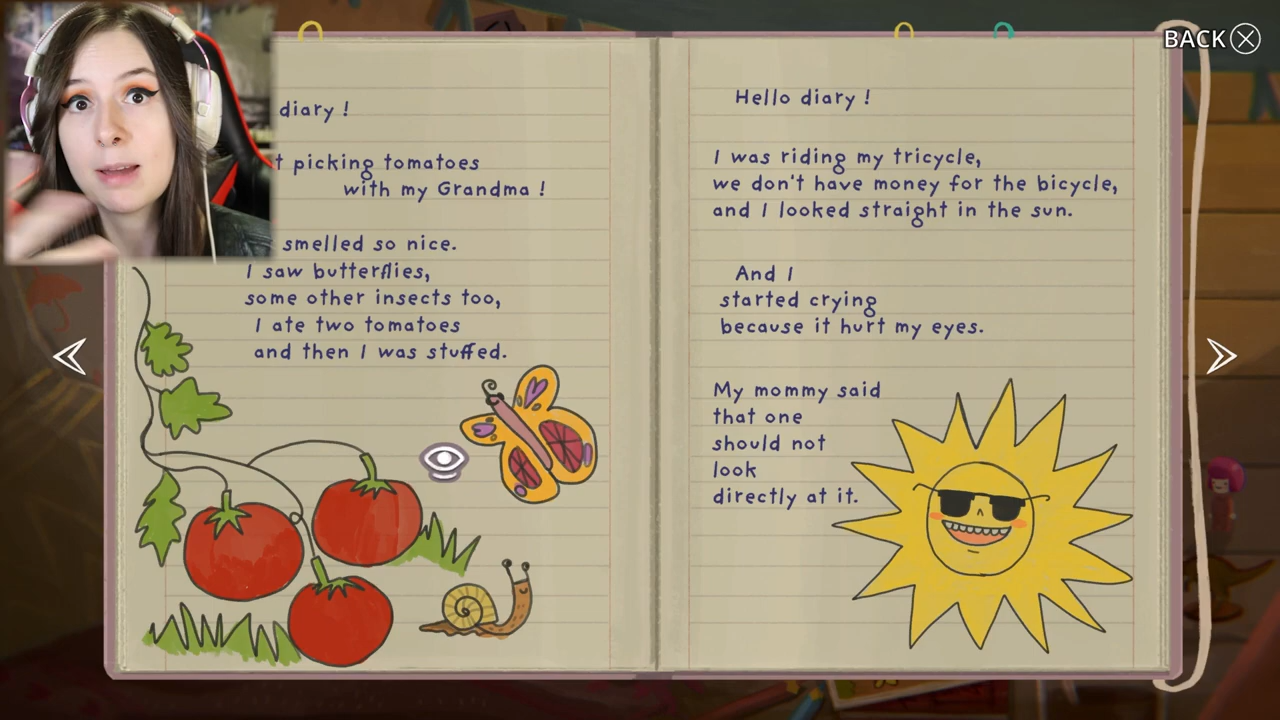 BACK
diary !
picking tomatoes
with my Grandma !
smelled so nice.
I saw butterflies,
some other insects too,
I ate two tomatoes
and then I was stuffed.
Hello diary !
I was riding my tricycle,
we don't have money for the bicycle,
and I looked straight in the sun.
And I
started crying
because it hurt my eyes.
My mommy said
that one
should not
look
directly at it.